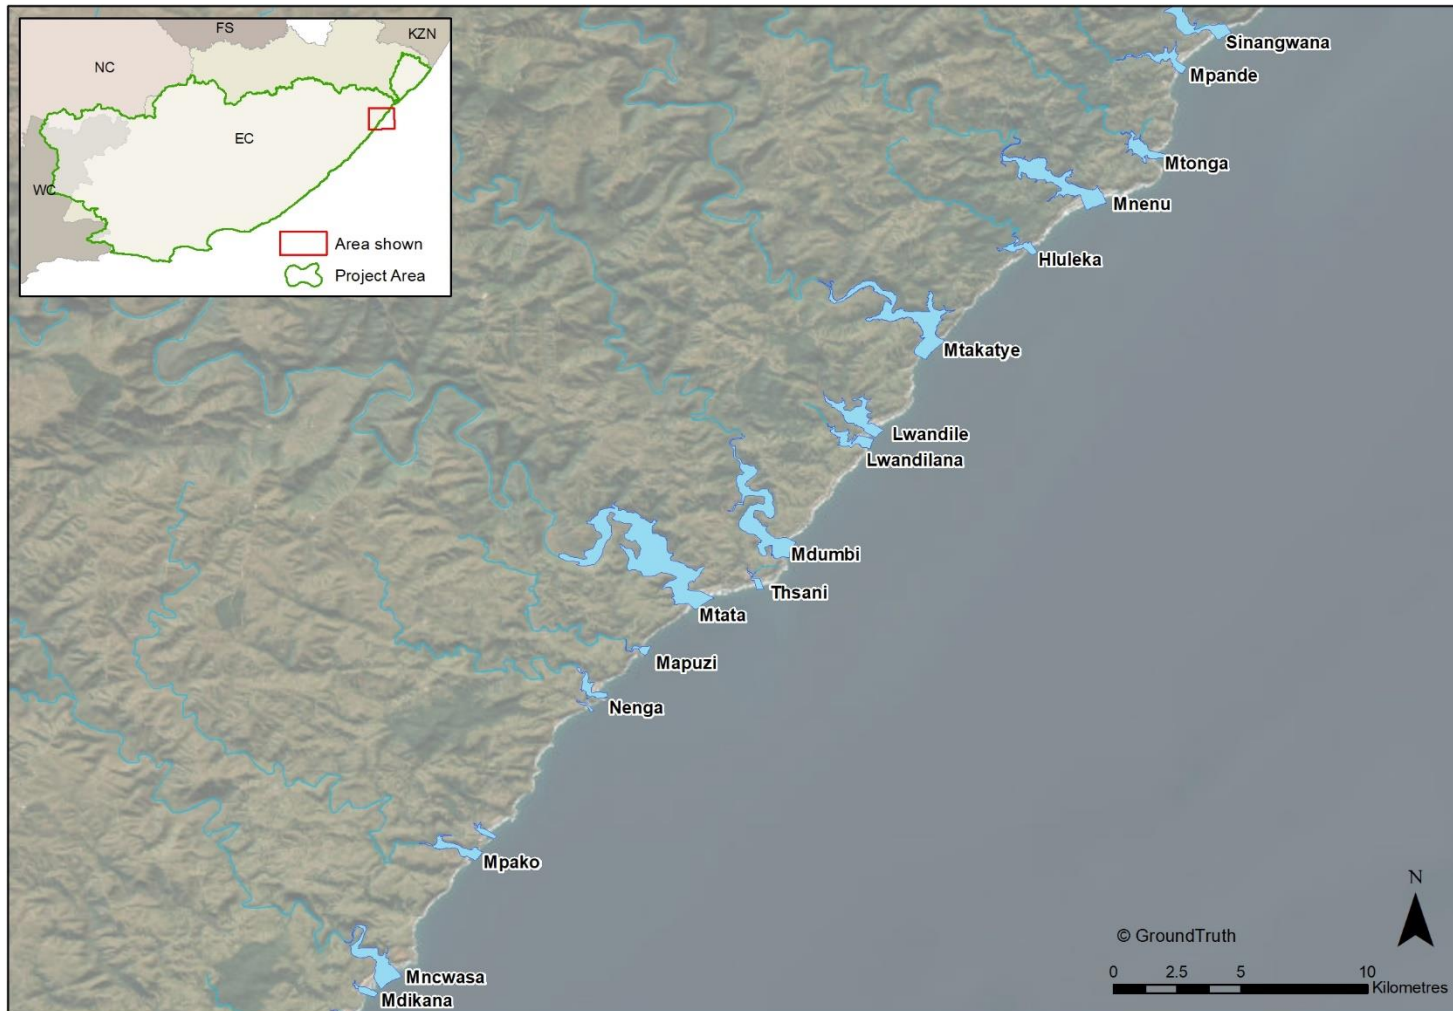 FS
KZN
NC
EC
WC
Area shown
Project Area
Sinangwana
Mpande
Mtonga
Mnenu
Hluleka
Mtakatye
Lwandile
Lwandilana
Mdumbi
Thsani
Mtata
Mapuzi
Nenga
Mpako
Mncwasa
Mdikana
N
© GroundTruth
0 2.5 5 10
Kilometres